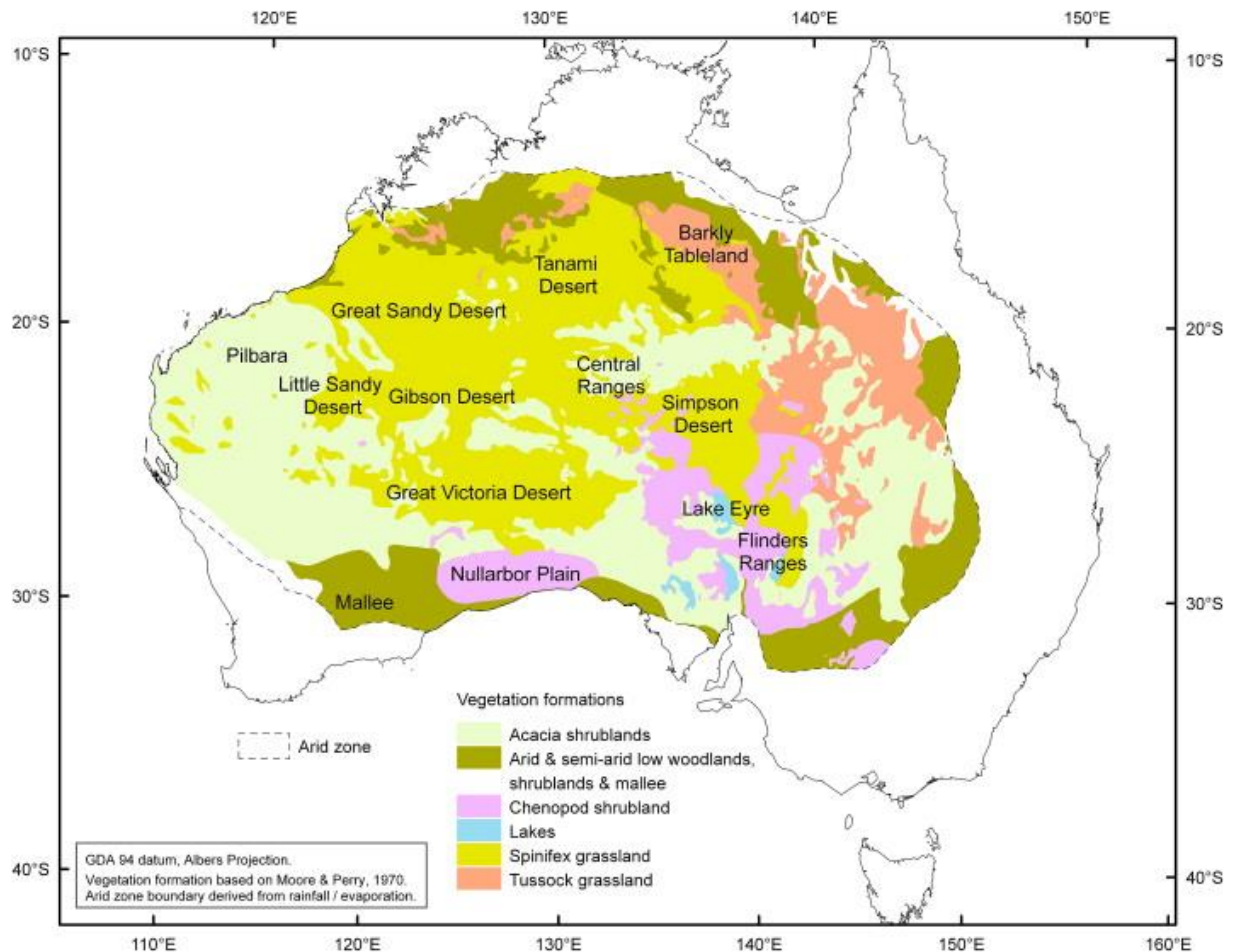 120°E
130°E
140°E
150°E
10°S
10°S
Barkly
Tableland
Tanami
Desert
Great Sandy Desert
20°S
20°S
Pilbara
Central
Ranges
Little Sandy
Desert
Gibson Desert
Simpson
Desert
Great Victoria Desert
Lake Eyre
Flinders
Ranges
Nullarbor Plain
30°S
Mallee
30°S
Vegetation formations
Acacia shrublands
Arid zone
Arid & semi-arid low woodlands,
shrublands & mallee
Chenopod shrubland
Lakes
Spinifex grassland
Tussock grassland
GDA 94 datum, Albers Projection.
Vegetation formation based on Moore & Perry, 1970.
Arid zone boundary derived from rainfall / evaporation.
40°S
40°S
110°E
120°E
130°E
140°E
150°E
160°E